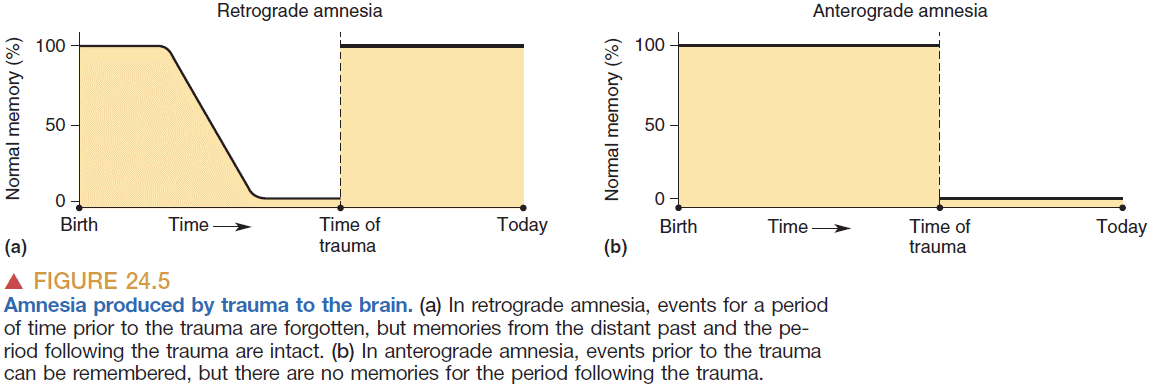 Retrograde amnesia
Normal memory (%)
100
50
0
Birth
Time
Time of
trauma
Today
(a)
Anterograde amnesia
Normal memory (%)
100
50
0
Birth
Time
Time of
trauma
Today
(b)
▲ FIGURE 24.5
Amnesia produced by trauma to the brain. (a) In retrograde amnesia, events for a period
of time prior to the trauma are forgotten, but memories from the distant past and the pe-
riod following the trauma are intact. (b) In anterograde amnesia, events prior to the trauma
can be remembered, but there are no memories for the period following the trauma.